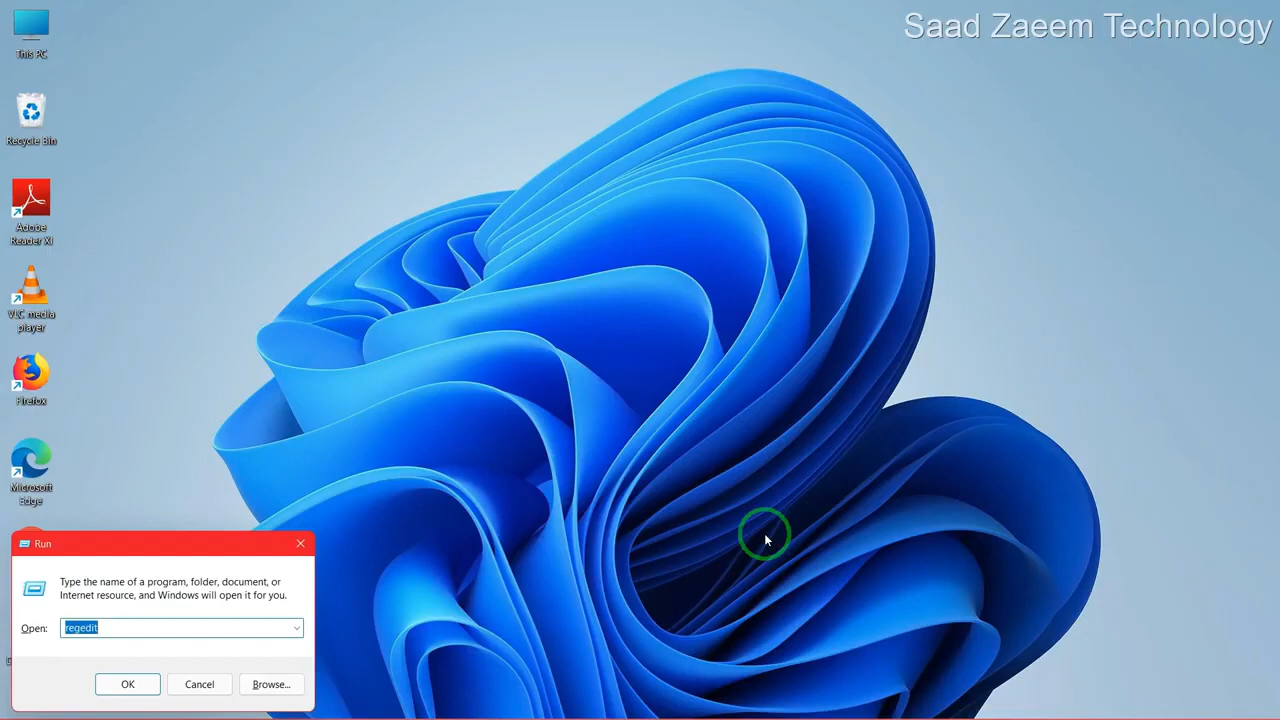 Saad Zaeem Technology
This PC
Recycle Bin
Adobe
Reader XI
VLC media
player
Firefox
Microsoft
Edge
Run
Type the name of a program, folder, document, or
Internet resource, and Windows will open it for you.
Open:
regedit
OK
Cancel
Browse...